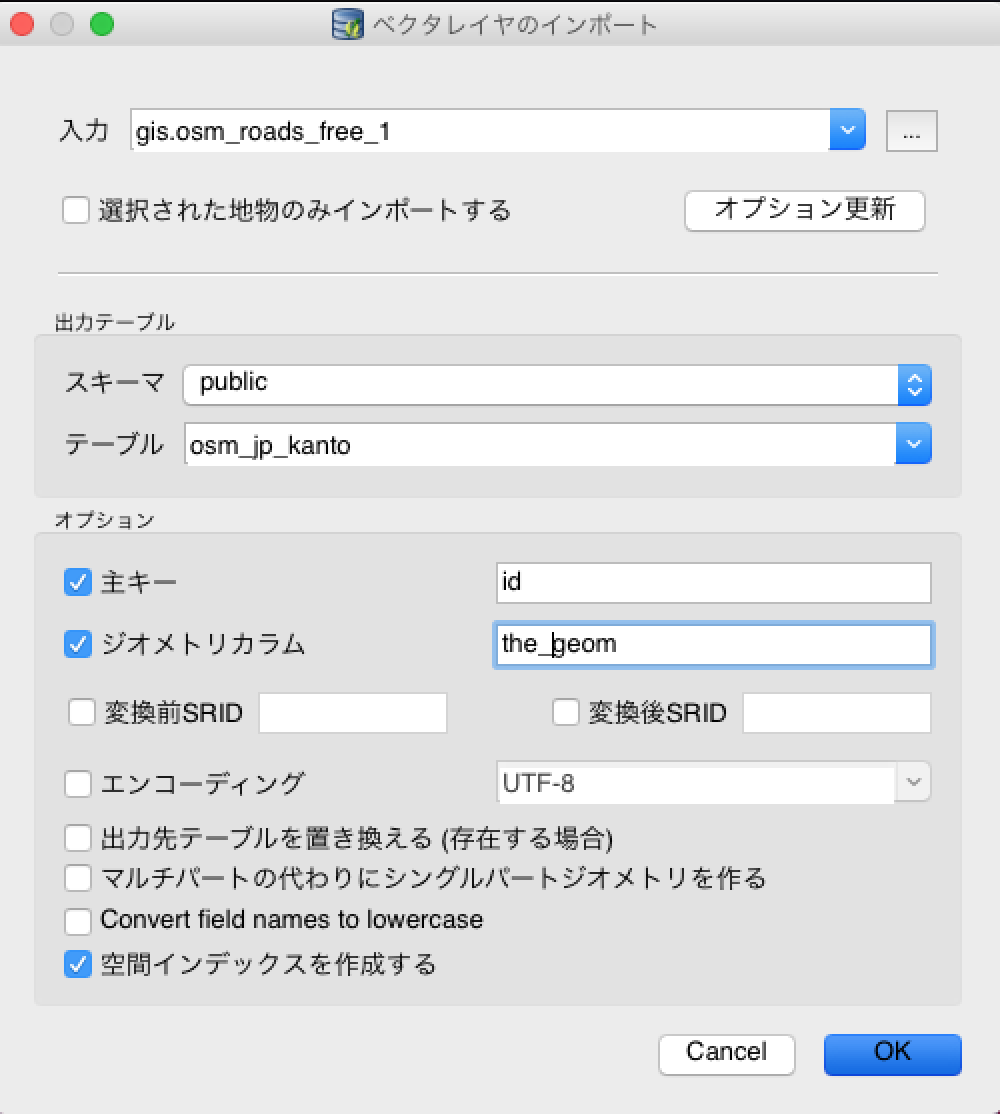 ベクタレイヤのインポート
入力 gis.osm_roads_free_1 ...
選択された地物のみインポートする オプション更新
出力テーブル
スキーマ public
テーブル osm_jp_kanto
オプション
主キー id
ジオメトリカラム the_geom
変換前SRID 変換後SRID
エンコーディング UTF-8
出力先テーブルを置き換える (存在する場合)
マルチパートの代わりにシングルパートジオメトリを作る
Convert field names to lowercase
空間インデックスを作成する
Cancel OK